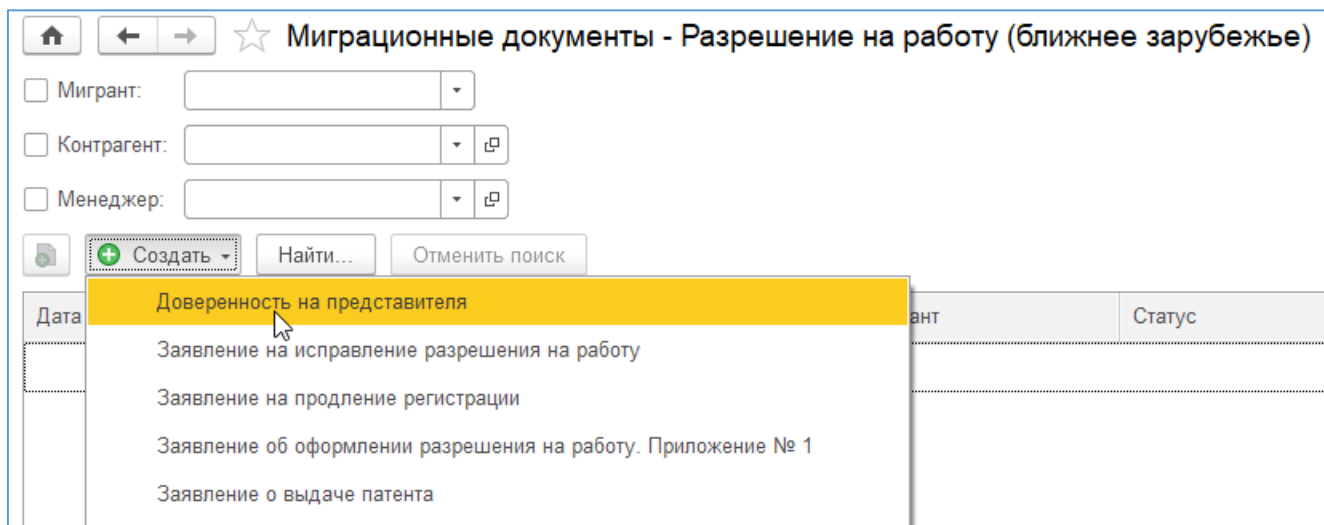 Миграционные документы - Разрешение на работу (ближнее зарубежье)
Мигрант:
Контрагент:
Менеджер:
Создать Найти... Отменить поиск
Доверенность на представителя
Дата ант Статус
Заявление на исправление разрешения на работу
Заявление на продление регистрации
Заявление об оформлении разрешения на работу. Приложение № 1
Заявление о выдаче патента